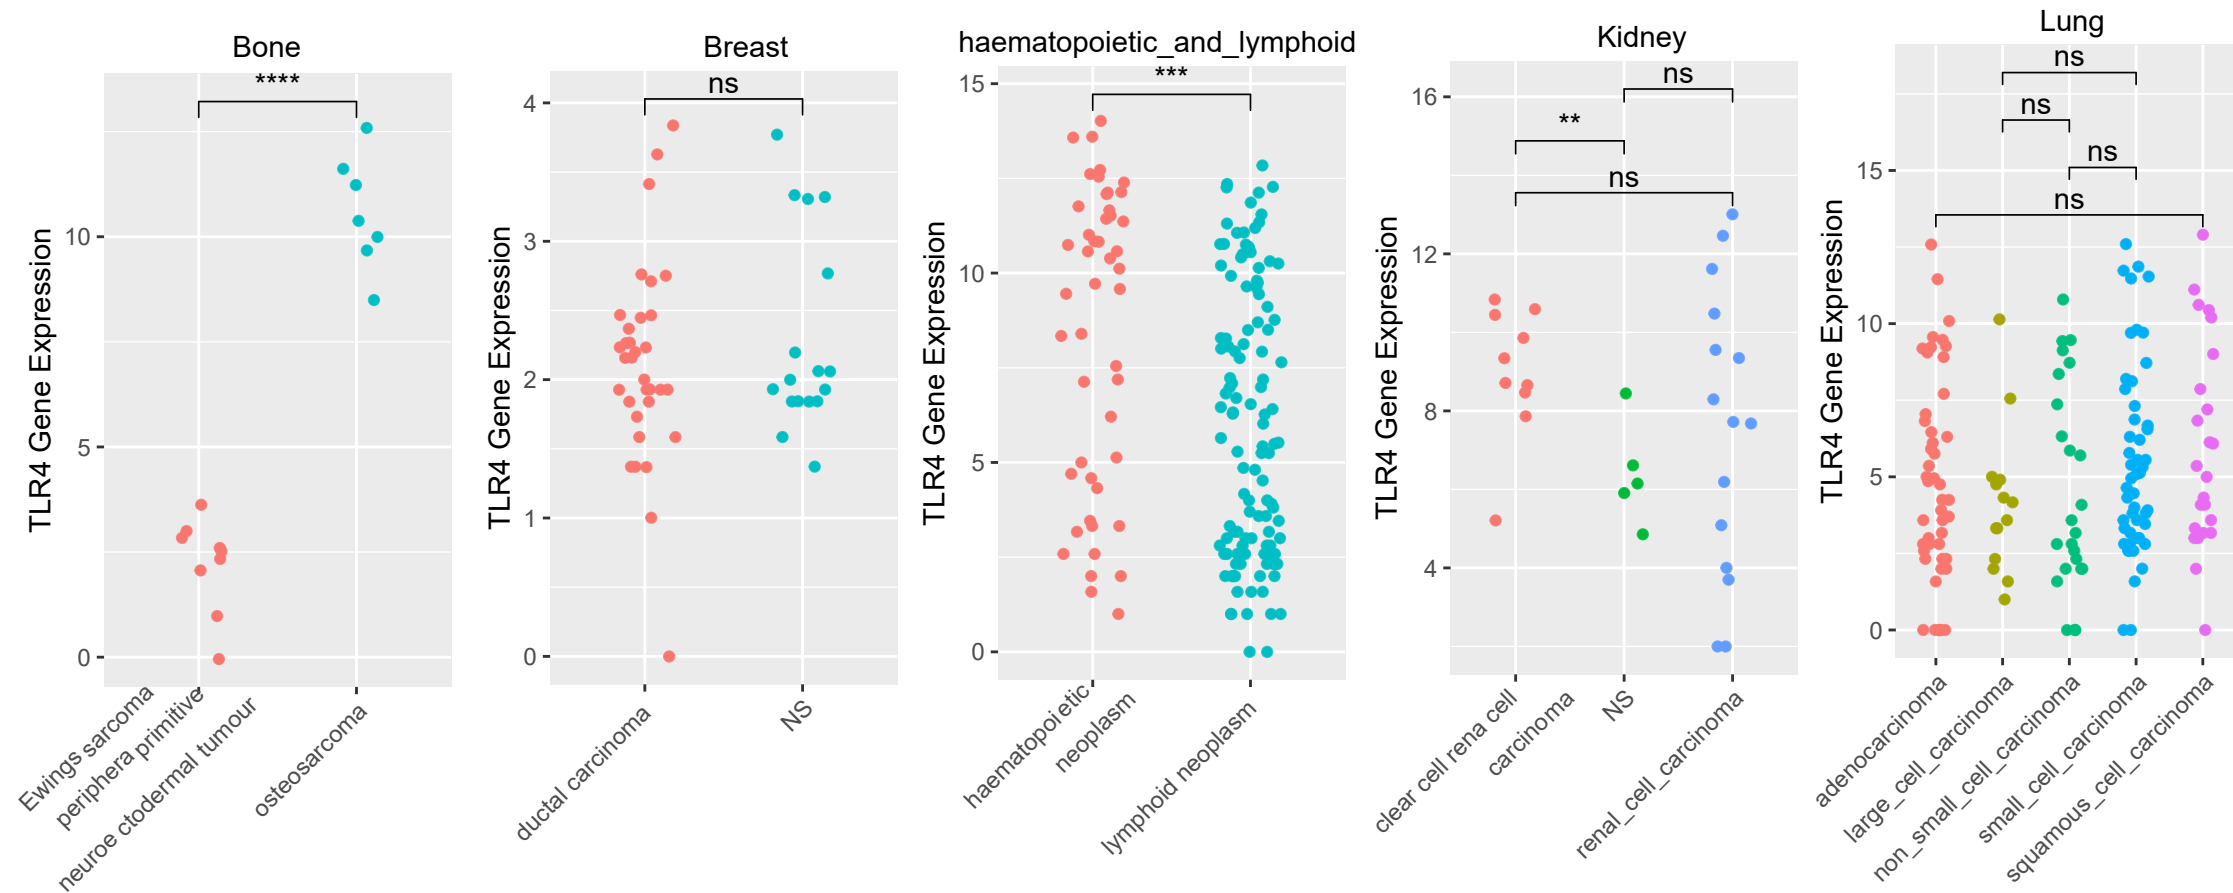 Bone
****
TLR4 Gene Expression
10
5
0
Ewings sarcoma
periphera primitive
neuroe ctodermal tumour
osteosarcoma
Breast
ns
TLR4 Gene Expression
4
3
2
1
0
ductal carcinoma
NS
haematopoietic_and_lymphoid
***
TLR4 Gene Expression
15
10
5
0
haematopoietic
neoplasm
lymphoid neoplasm
Kidney
ns
**
ns
TLR4 Gene Expression
16
12
8
4
clear cell rena cell
carcinoma
NS
renal_cell_carcinoma
Lung
ns
ns
ns
ns
TLR4 Gene Expression
15
10
5
0
adenocarcinoma
large_cell_carcinoma
non_small_cell_carcinoma
small_cell_carcinoma
squamous_cell_carcinoma